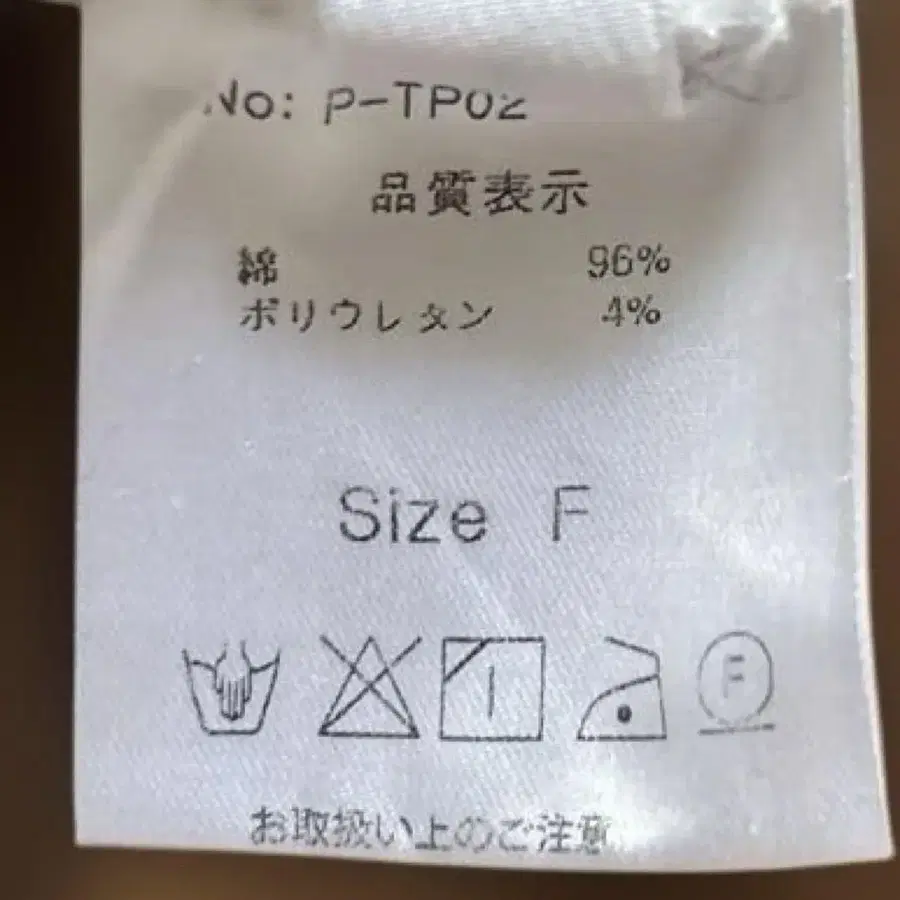 No: P-TP02
品質表示
綿 96%
ポリウレタン 4%
Size F
F
お取扱い上のご注意